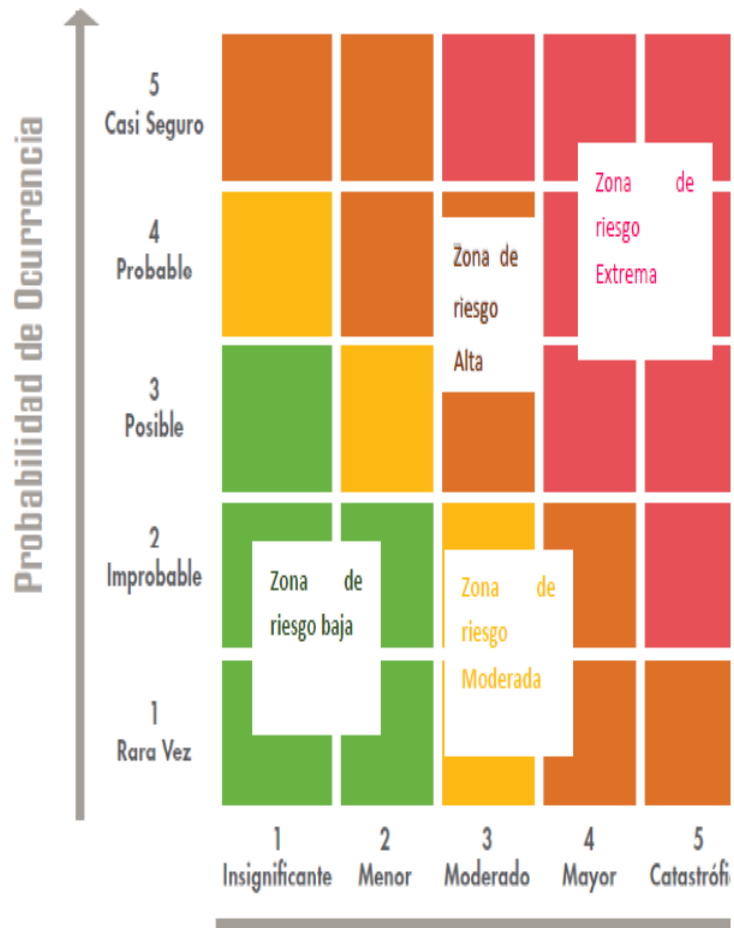 Probabilidad de Ocurrencia
5
Casi Seguro
4
Probable
3
Posible
2
Improbable
1
Rara Vez
Zona de
riesgo
Extrema
Zona de
riesgo
Alta
Zona de
riesgo baja
Zona de
riesgo
Moderada
1
Insignificante
2
Menor
3
Moderado
4
Mayor
5
Catastrófi